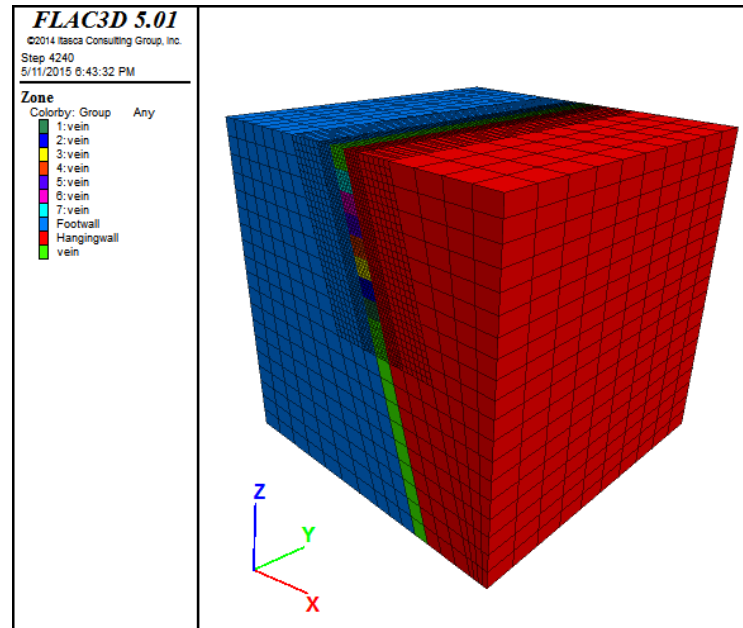 FLAC3D 5.01
©2014 Itasca Consulting Group, Inc.
Step 4240
5/11/2015 6:43:32 PM
Zone
Colorby: Group Any
1:vein
2:vein
3:vein
4:vein
5:vein
6:vein
7:vein
Footwall
Hangingwall
vein
Z
Y
X